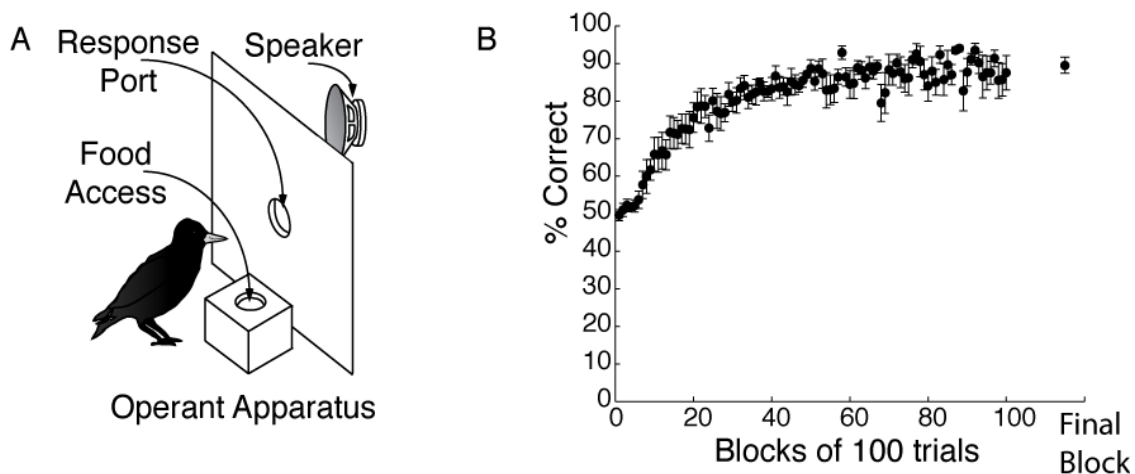 A
Response
Port
Speaker
Food
Access
Operant Apparatus
B
% Correct
100
90
80
70
60
50
40
30
20
10
0
0 20 40 60 80 100
Final
Block
Blocks of 100 trials